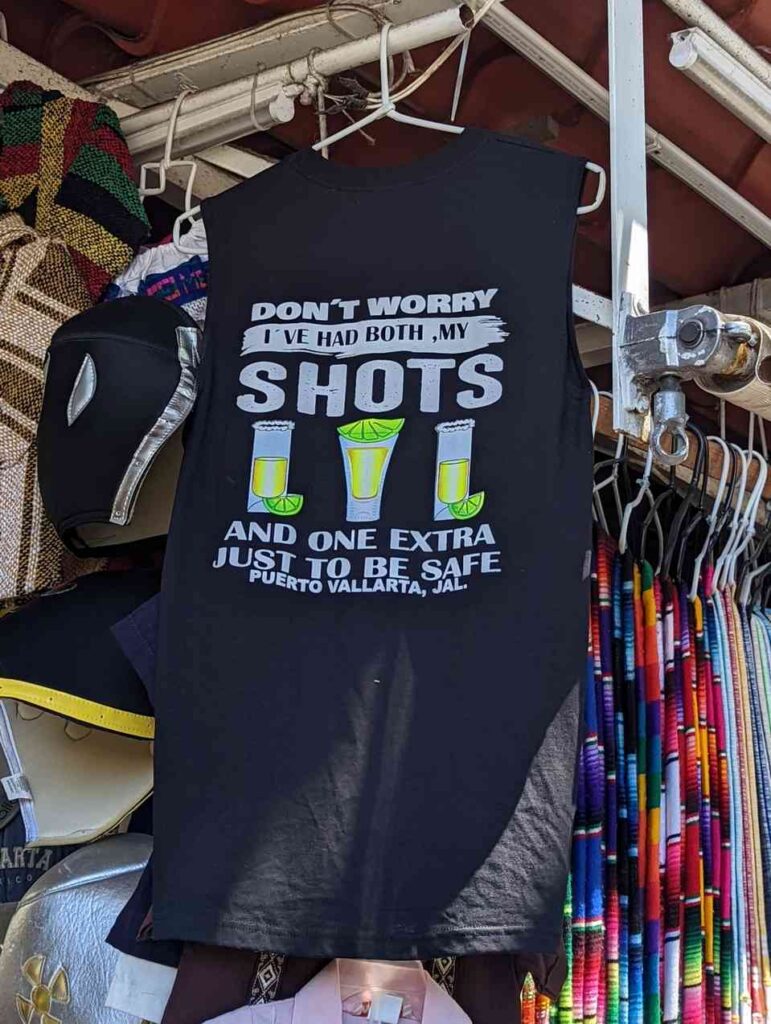 DON´T WORRY
I´VE HAD BOTH ,MY
SHOTS
AND ONE EXTRA
JUST TO BE SAFE
PUERTO VALLARTA, JAL.